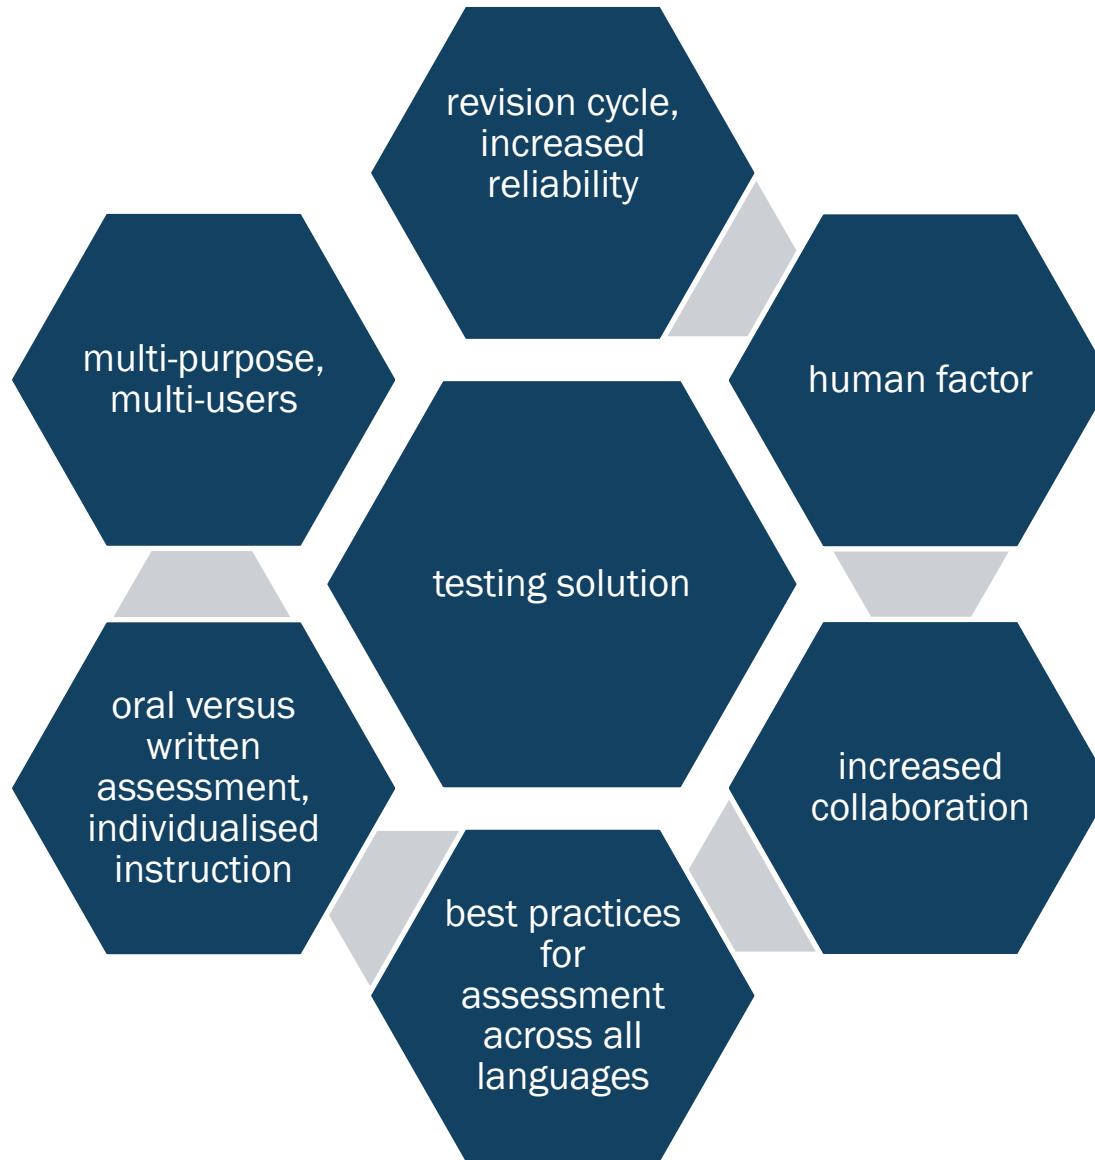 revision cycle,
increased
reliability
human factor
increased
collaboration
best practices
for
assessment
across all
languages
oral versus
written
assessment,
individualised
instruction
multi-purpose,
multi-users
testing solution